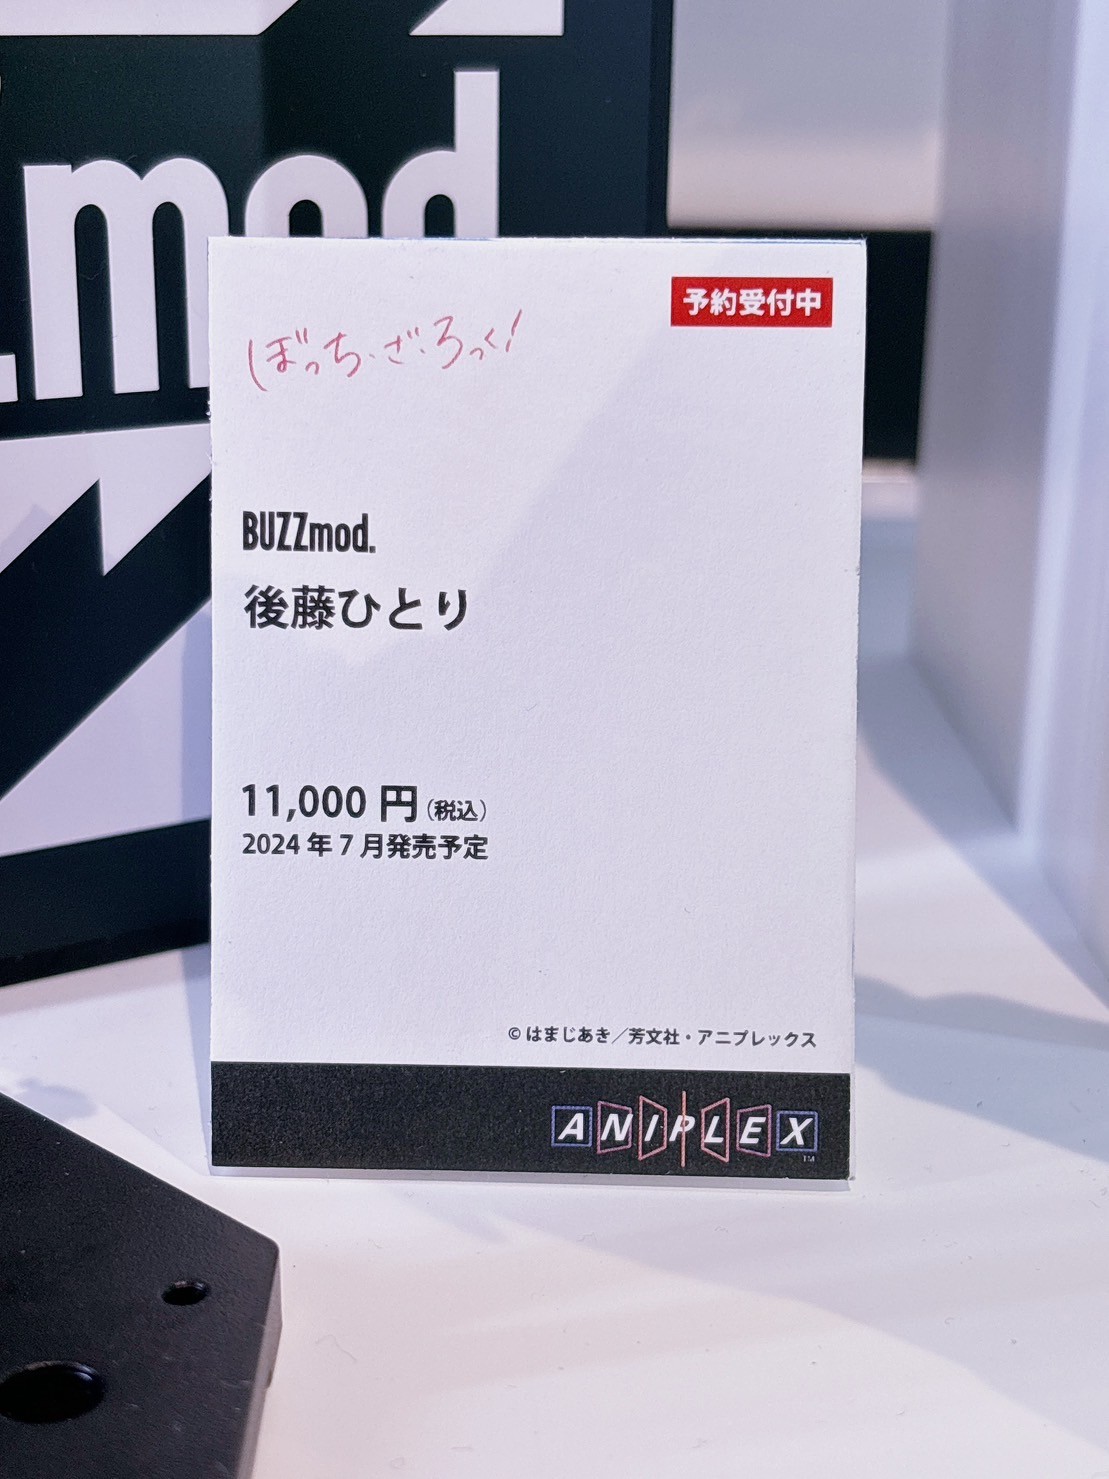 .mod
予約受付中
ぼっち・ざ・ろっく!
BUZZmod.
後藤ひとり
11,000 円 (税込)
2024 年 7 月発売予定
© はまじあき/芳文社・アニプレックス
ANIPLEX
TM